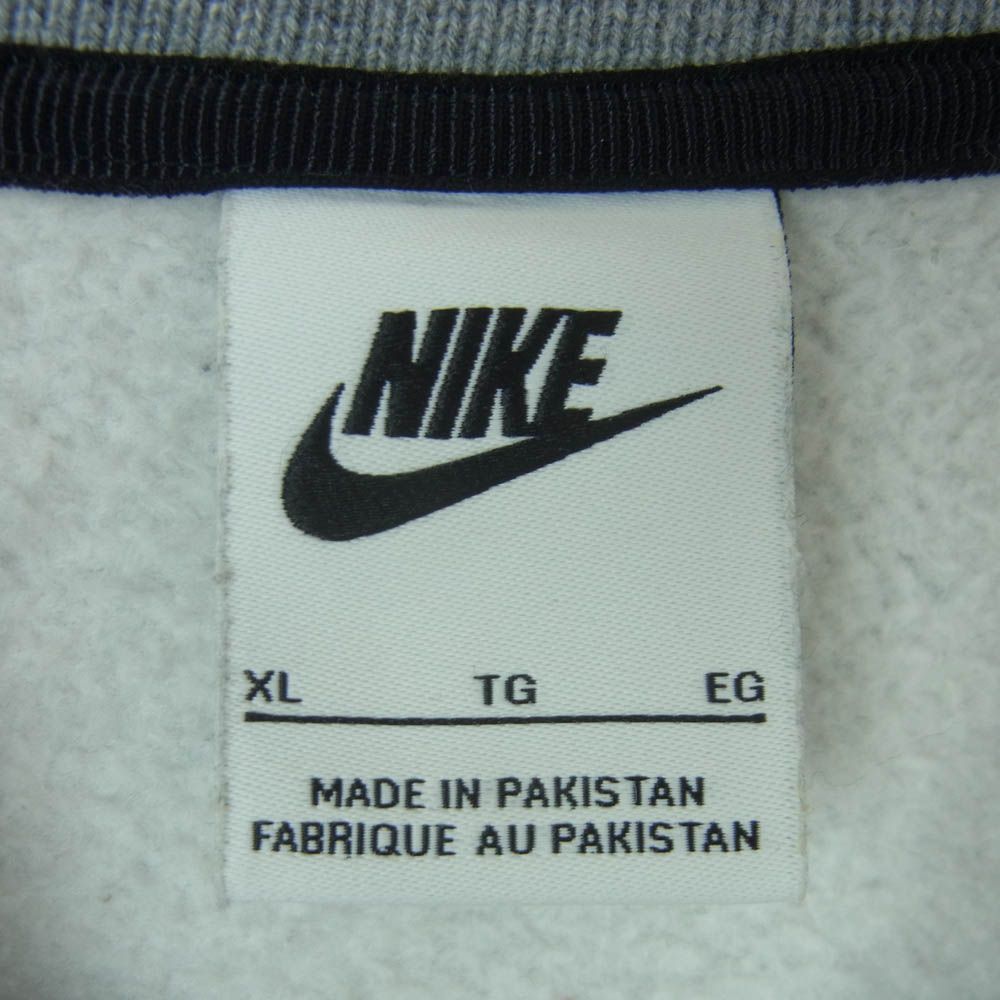 NIKE
XL TG EG
MADE IN PAKISTAN
FABRIQUE AU PAKISTAN